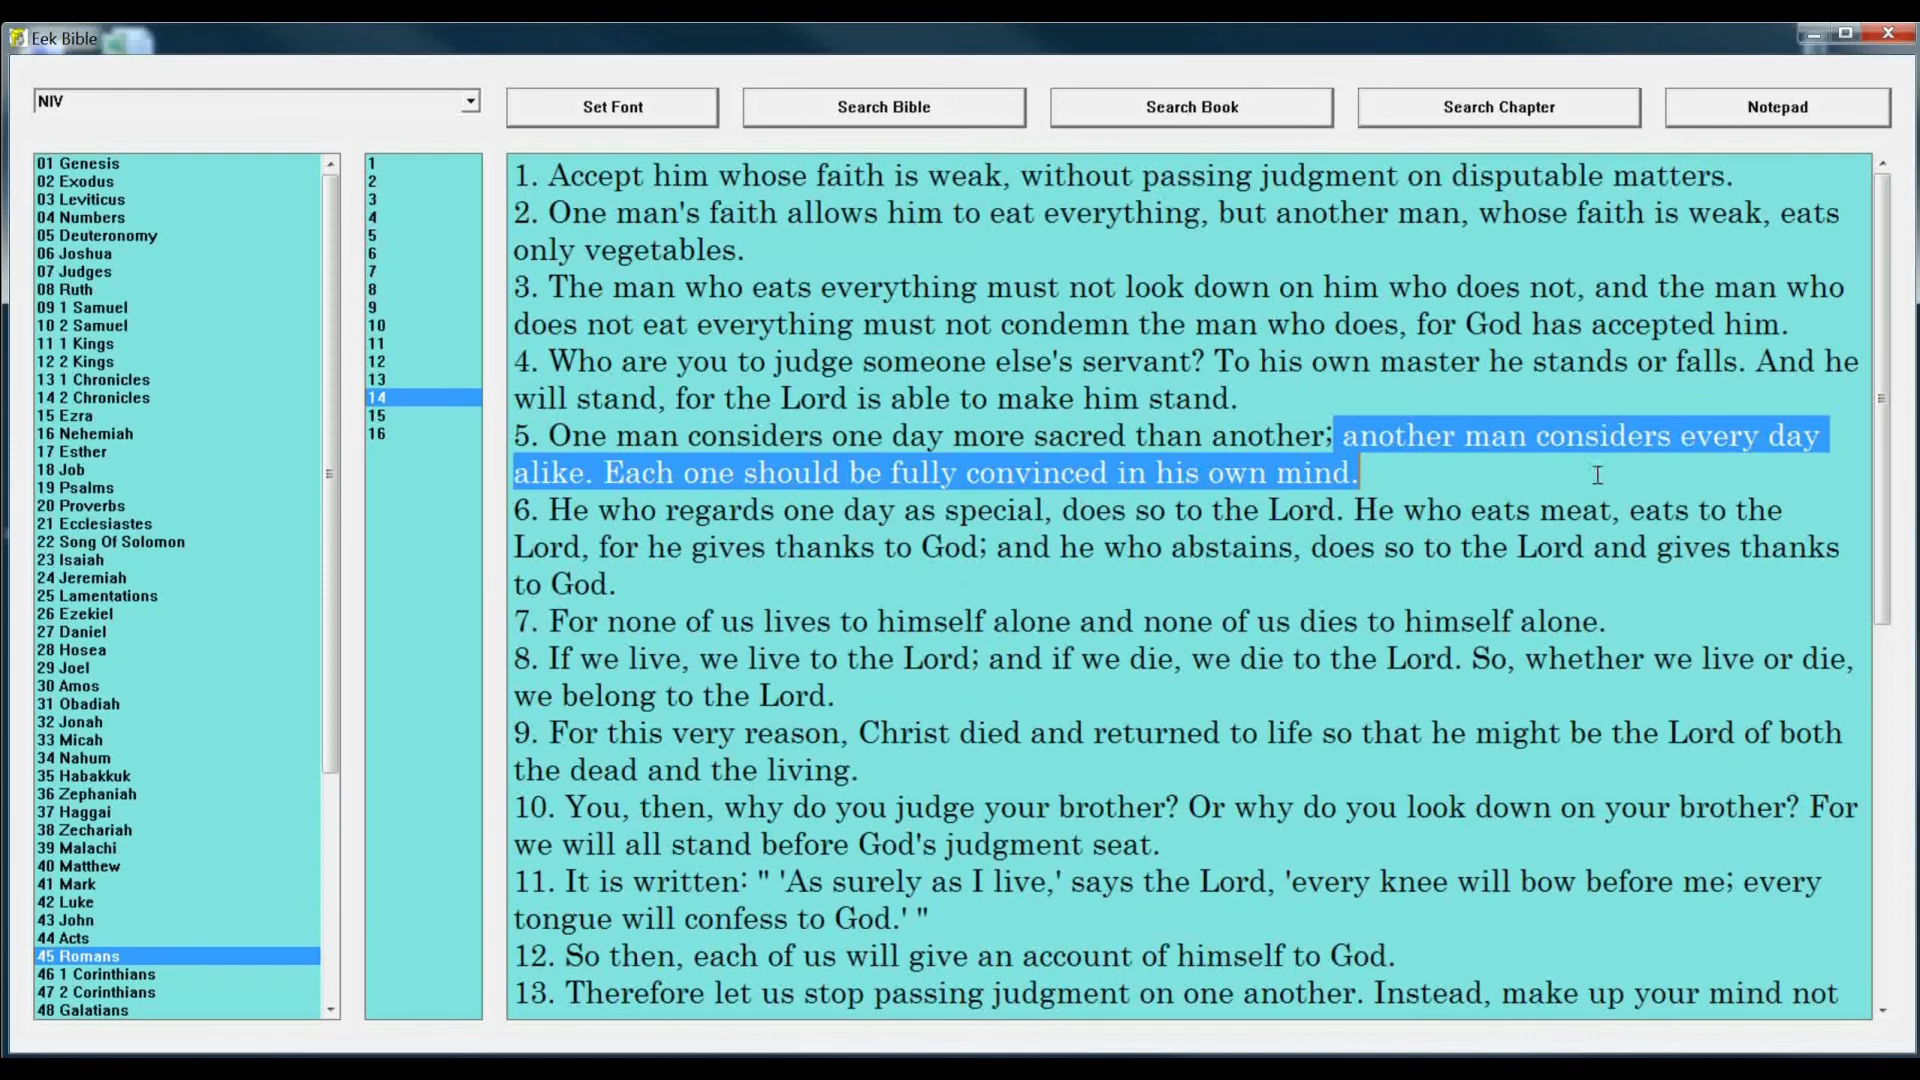 Eek Bible
NIV
Set Font
Search Bible
Search Book
Search Chapter
Notepad
01 Genesis
02 Exodus
03 Leviticus
04 Numbers
05 Deuteronomy
06 Joshua
07 Judges
08 Ruth
09 1 Samuel
10 2 Samuel
11 1 Kings
12 2 Kings
13 1 Chronicles
14 2 Chronicles
15 Ezra
16 Nehemiah
17 Esther
18 Job
19 Psalms
20 Proverbs
21 Ecclesiastes
22 Song Of Solomon
23 Isaiah
24 Jeremiah
25 Lamentations
26 Ezekiel
27 Daniel
28 Hosea
29 Joel
30 Amos
31 Obadiah
32 Jonah
33 Micah
34 Nahum
35 Habakkuk
36 Zephaniah
37 Haggai
38 Zechariah
39 Malachi
40 Matthew
41 Mark
42 Luke
43 John
44 Acts
45 Romans
46 1 Corinthians
47 2 Corinthians
48 Galatians
1
2
3
4
5
6
7
8
9
10
11
12
13
14
15
16
1. Accept him whose faith is weak, without passing judgment on disputable matters.
2. One man's faith allows him to eat everything, but another man, whose faith is weak, eats
only vegetables.
3. The man who eats everything must not look down on him who does not, and the man who
does not eat everything must not condemn the man who does, for God has accepted him.
4. Who are you to judge someone else's servant? To his own master he stands or falls. And he
will stand, for the Lord is able to make him stand.
5. One man considers one day more sacred than another; another man considers every day
alike. Each one should be fully convinced in his own mind.
6. He who regards one day as special, does so to the Lord. He who eats meat, eats to the
Lord, for he gives thanks to God; and he who abstains, does so to the Lord and gives thanks
to God.
7. For none of us lives to himself alone and none of us dies to himself alone.
8. If we live, we live to the Lord; and if we die, we die to the Lord. So, whether we live or die,
we belong to the Lord.
9. For this very reason, Christ died and returned to life so that he might be the Lord of both
the dead and the living.
10. You, then, why do you judge your brother? Or why do you look down on your brother? For
we will all stand before God's judgment seat.
11. It is written: " 'As surely as I live,' says the Lord, 'every knee will bow before me; every
tongue will confess to God.' "
12. So then, each of us will give an account of himself to God.
13. Therefore let us stop passing judgment on one another. Instead, make up your mind not